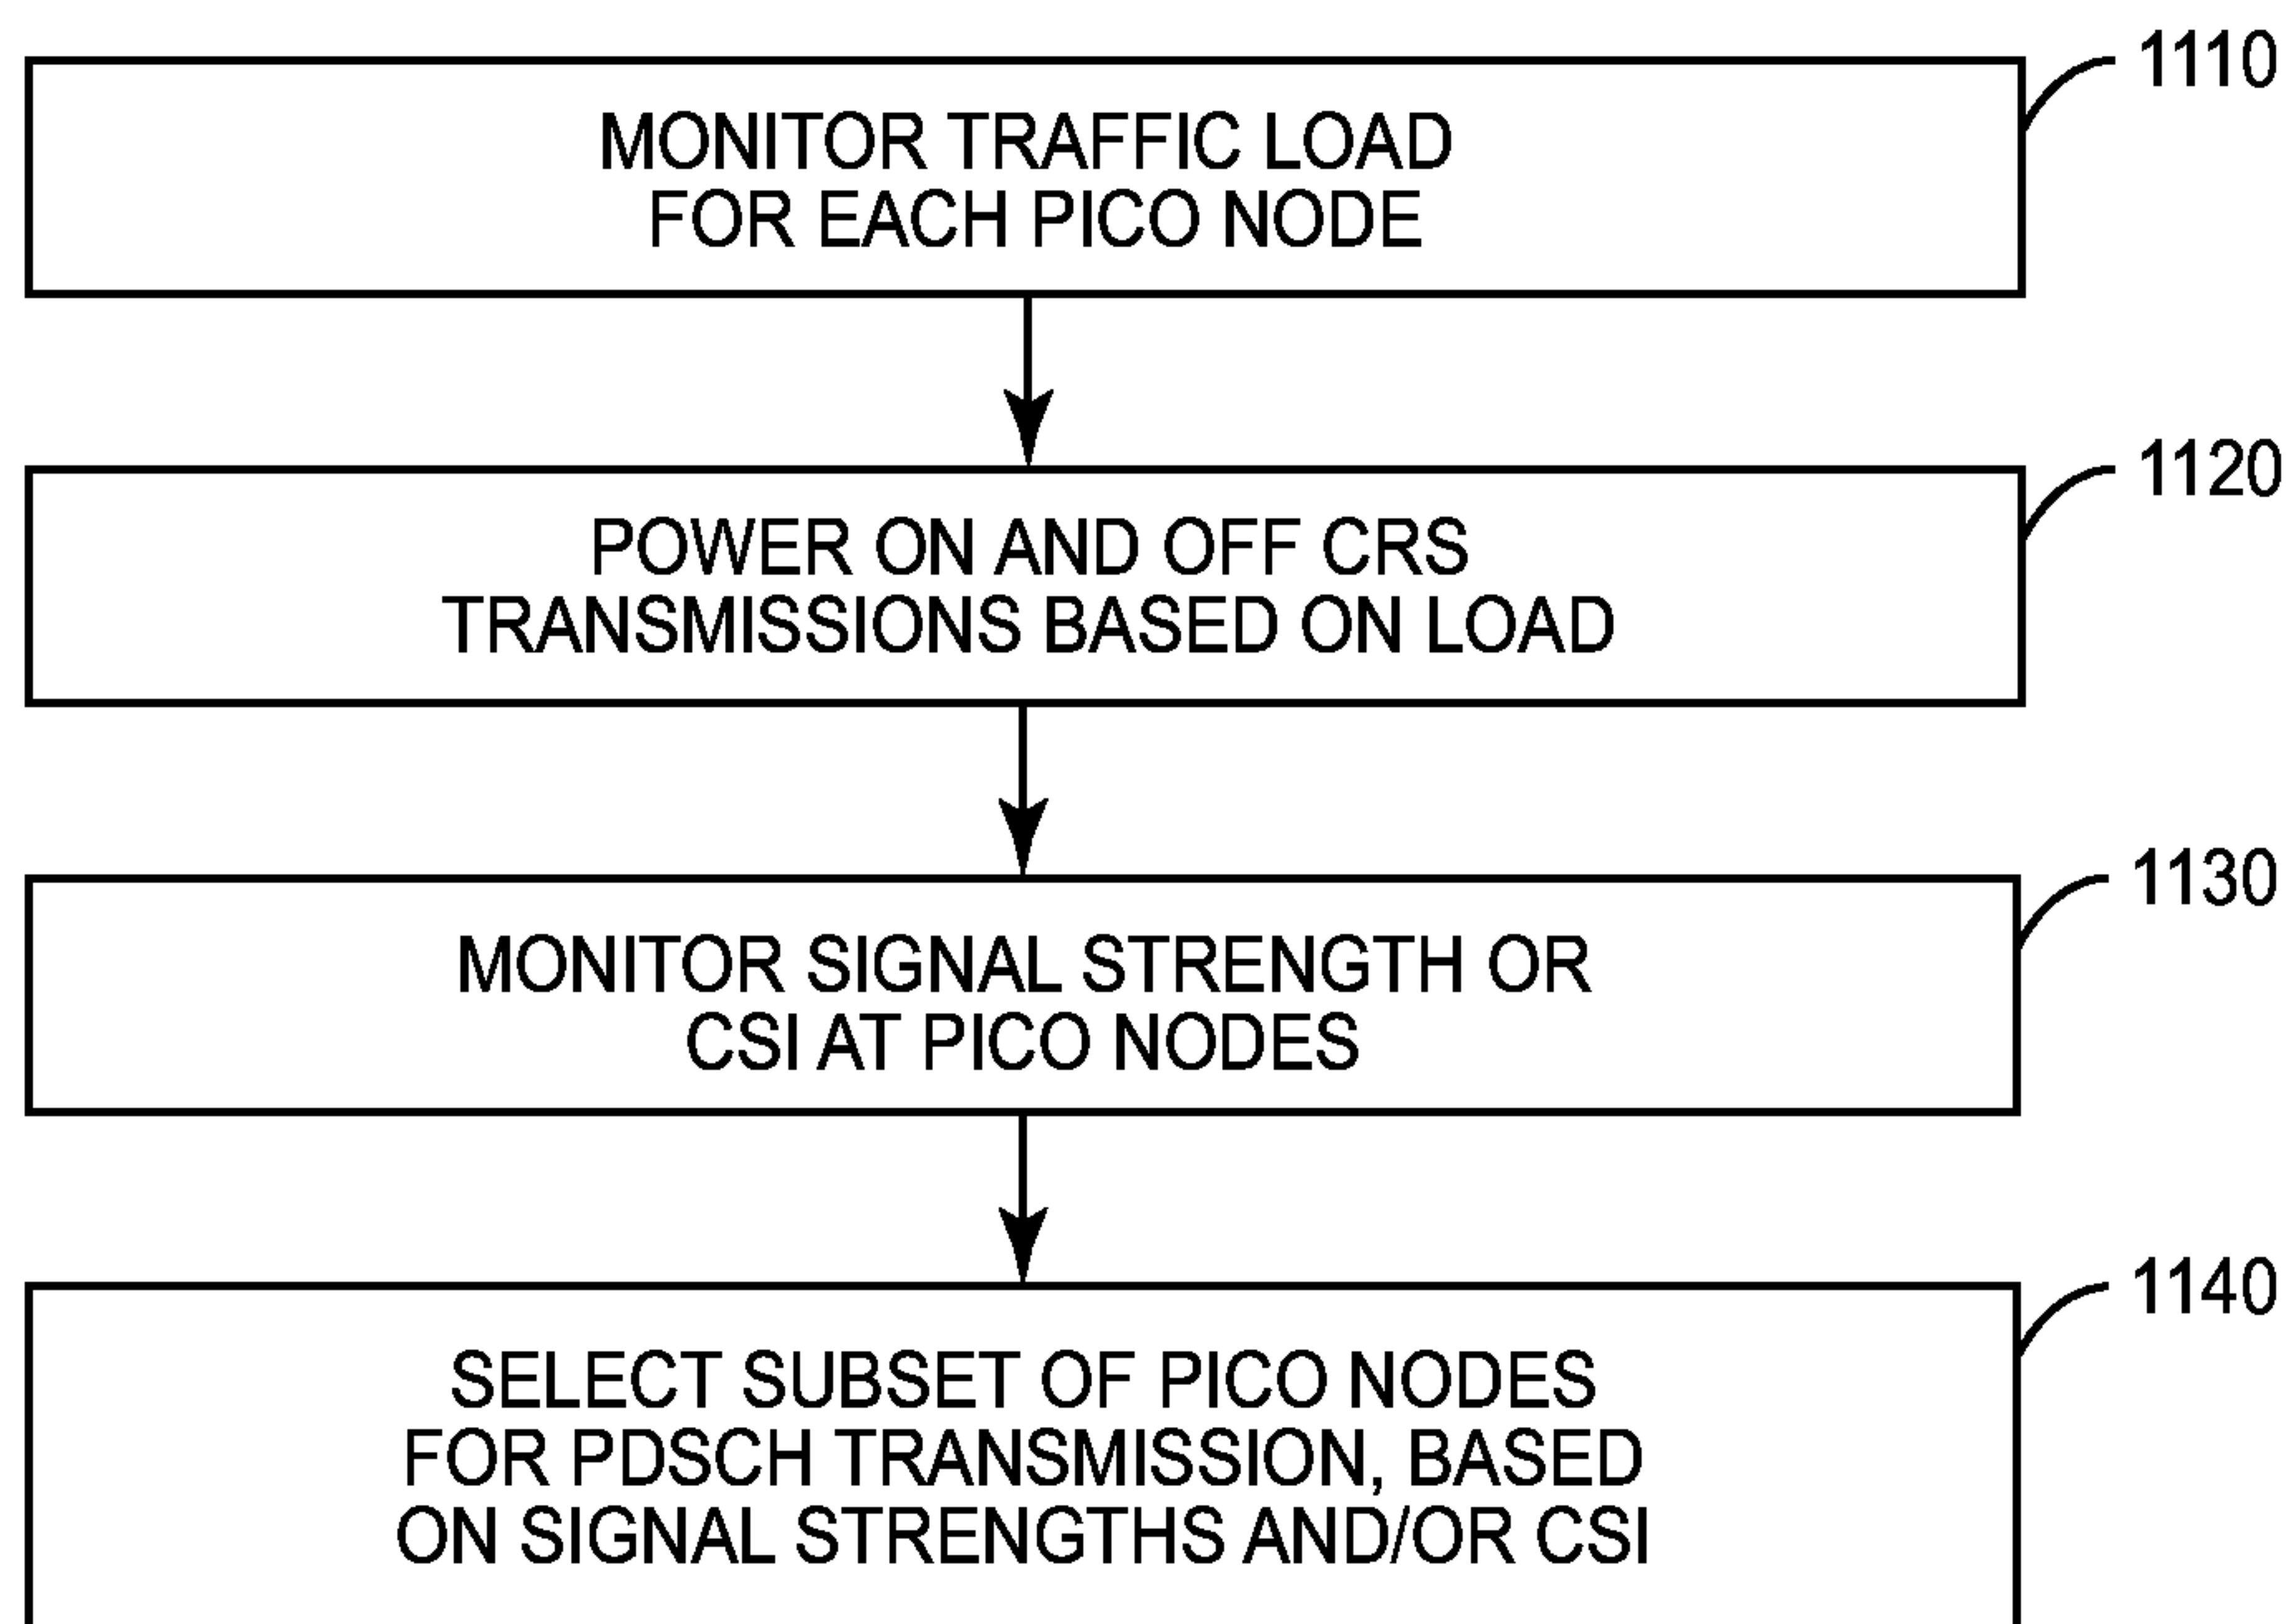 1110
MONITOR TRAFFIC LOAD
FOR EACH PICO NODE
1120
POWER ON AND OFF CRS
TRANSMISSIONS BASED ON LOAD
1130
MONITOR SIGNAL STRENGTH OR
CSI AT PICO NODES
1140
SELECT SUBSET OF PICO NODES
FOR PDSCH TRANSMISSION, BASED
ON SIGNAL STRENGTHS AND/OR CSI